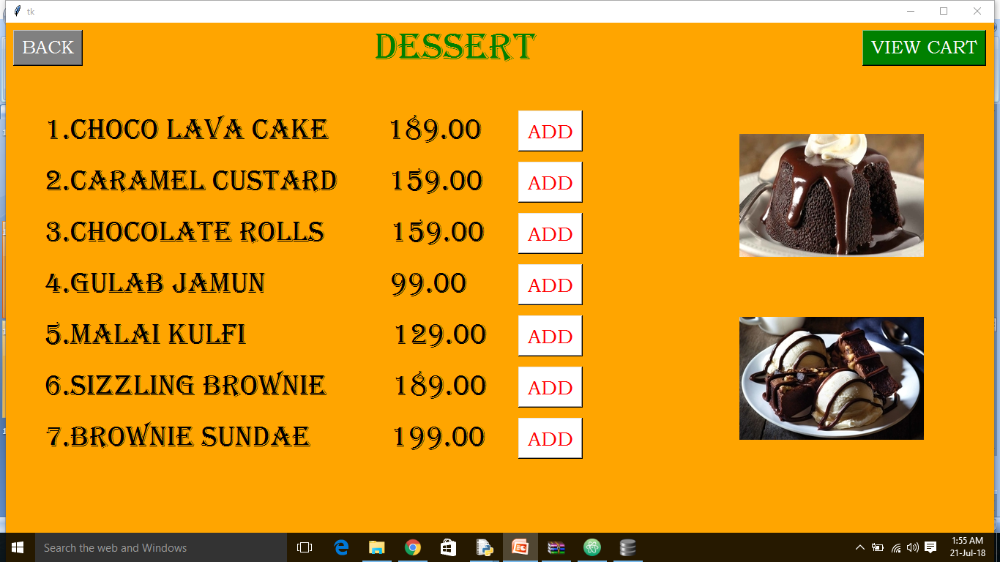 tk
BACK
DESSERT
VIEW CART
1.CHOCO LAVA CAKE 189.00 ADD
2.CARAMEL CUSTARD 159.00 ADD
3.CHOCOLATE ROLLS 159.00 ADD
4.GULAB JAMUN 99.00 ADD
5.MALAI KULFI 129.00 ADD
6.SIZZLING BROWNIE 189.00 ADD
7.BROWNIE SUNDAE 199.00 ADD
Search the web and Windows
1:55 AM
21-Jul-18